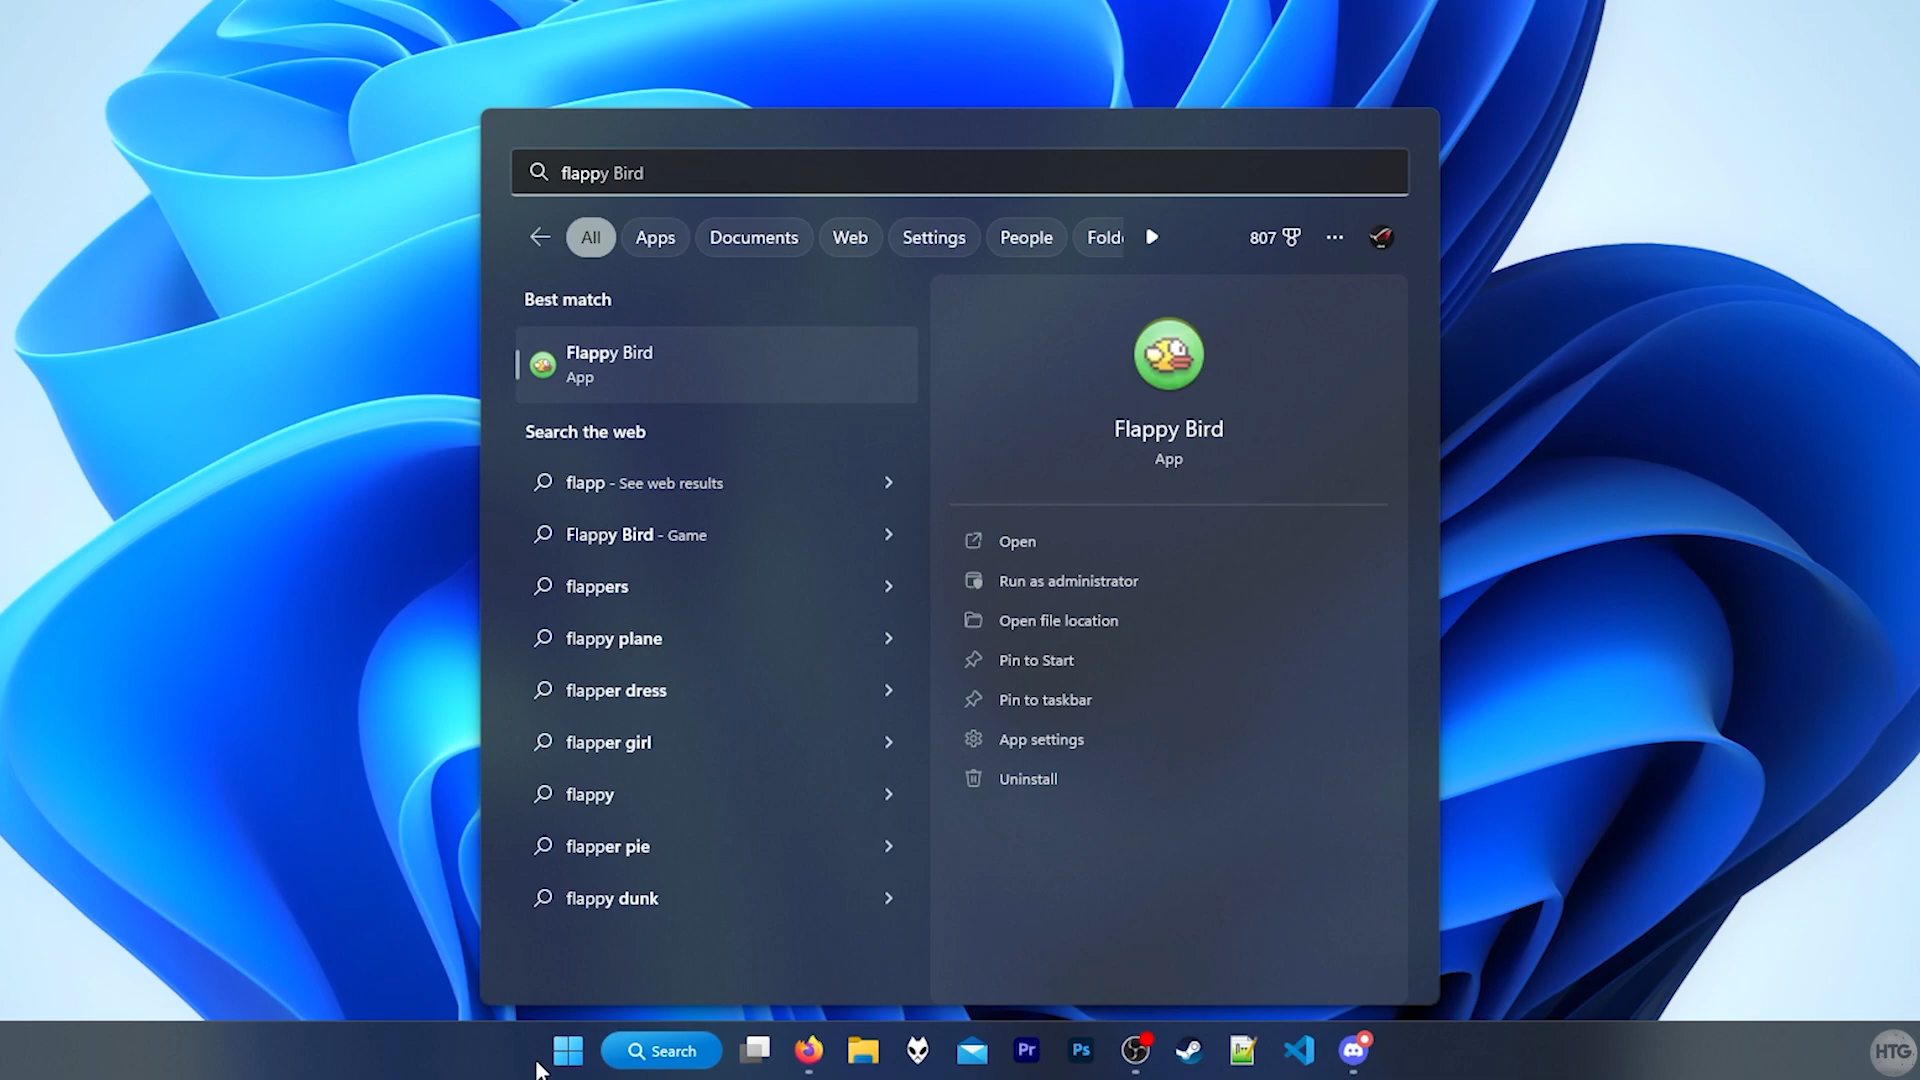 flappy Bird
All Apps Documents Web Settings People Folde 807
Best match
Flappy Bird
App
Search the web
flapp - See web results
Flappy Bird - Game
flappers
flappy plane
flapper dress
flapper girl
flappy
flapper pie
flappy dunk
Flappy Bird
App
Open
Run as administrator
Open file location
Pin to Start
Pin to taskbar
App settings
Uninstall
Search Pr Ps
HTG